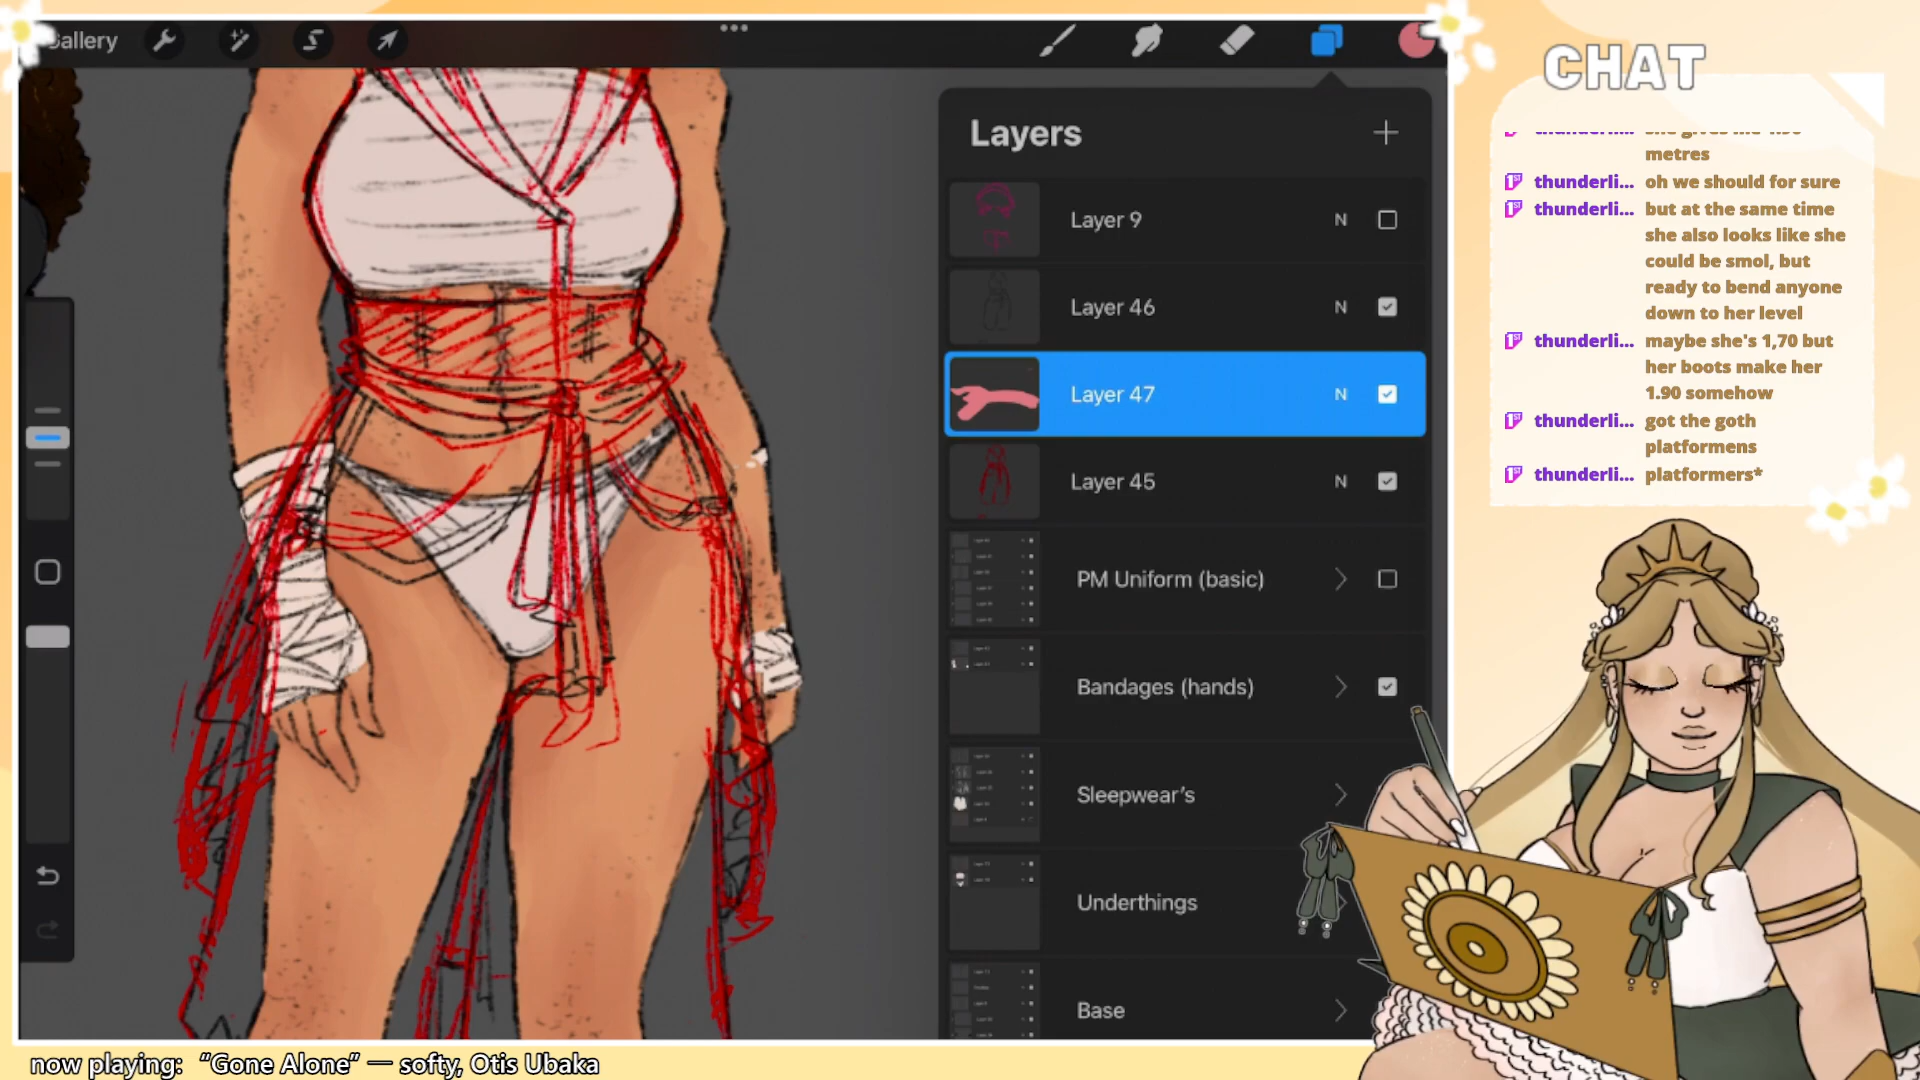 allery
Layers
Layer 9
N
Layer 46
N
Layer 47
N
Layer 45
N
PM Uniform (basic)
Bandages (hands)
Sleepwear’s
Underthings
Base
CHAT
metres
thunderli... oh we should for sure
thunderli... but at the same time
she also looks like she
could be smol, but
ready to bend anyone
down to her level
thunderli... maybe she's 1,70 but
her boots make her
1.90 somehow
thunderli... got the goth
platformens
thunderli... platformers*
now playing: “Gone Alone” — softy, Otis Ubaka